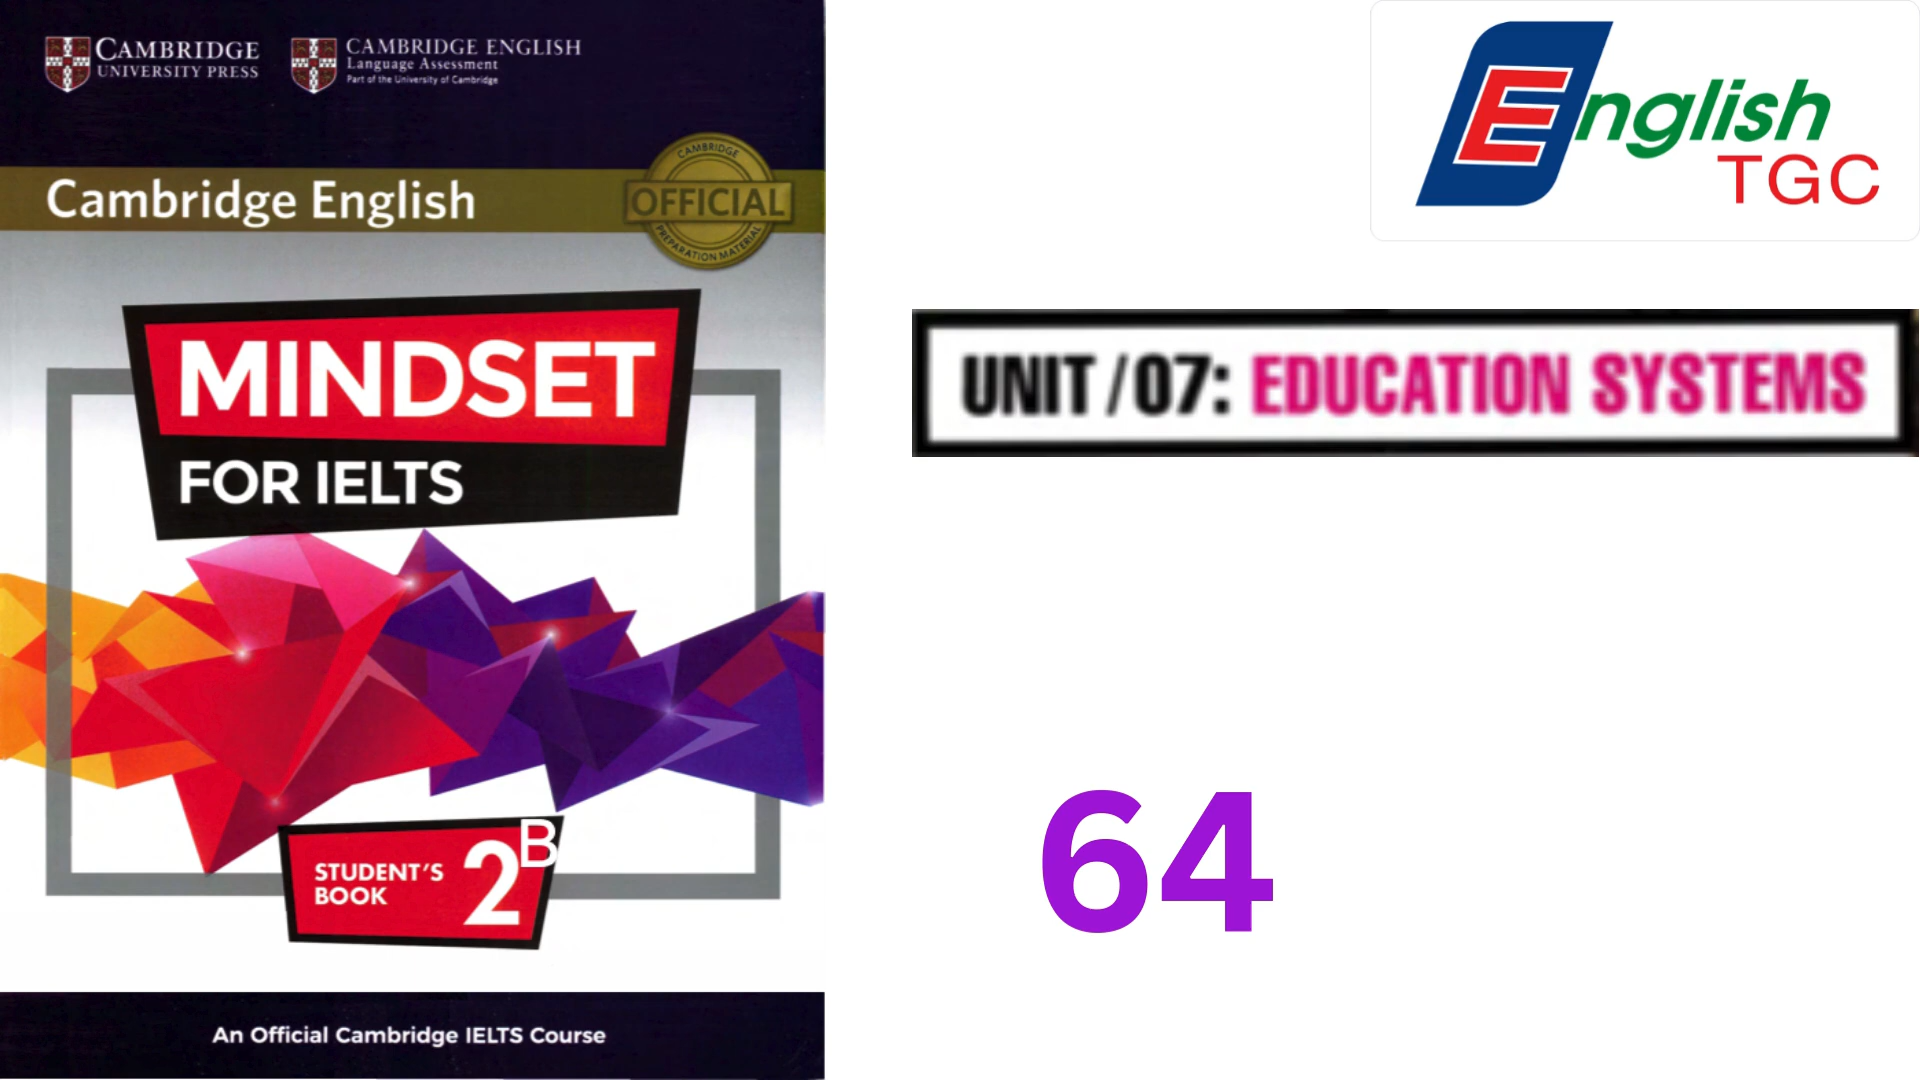 CAMBRIDGE
UNIVERSITY PRESS
CAMBRIDGE ENGLISH
Language Assessment
Part of the University of Cambridge
Cambridge English
CAMBRIDGE
OFFICIAL
PREPARATION MATERIAL
MINDSET
FOR IELTS
STUDENT'S
BOOK
2B
An Official Cambridge IELTS Course
English
TGC
UNIT /07: EDUCATION SYSTEMS
64